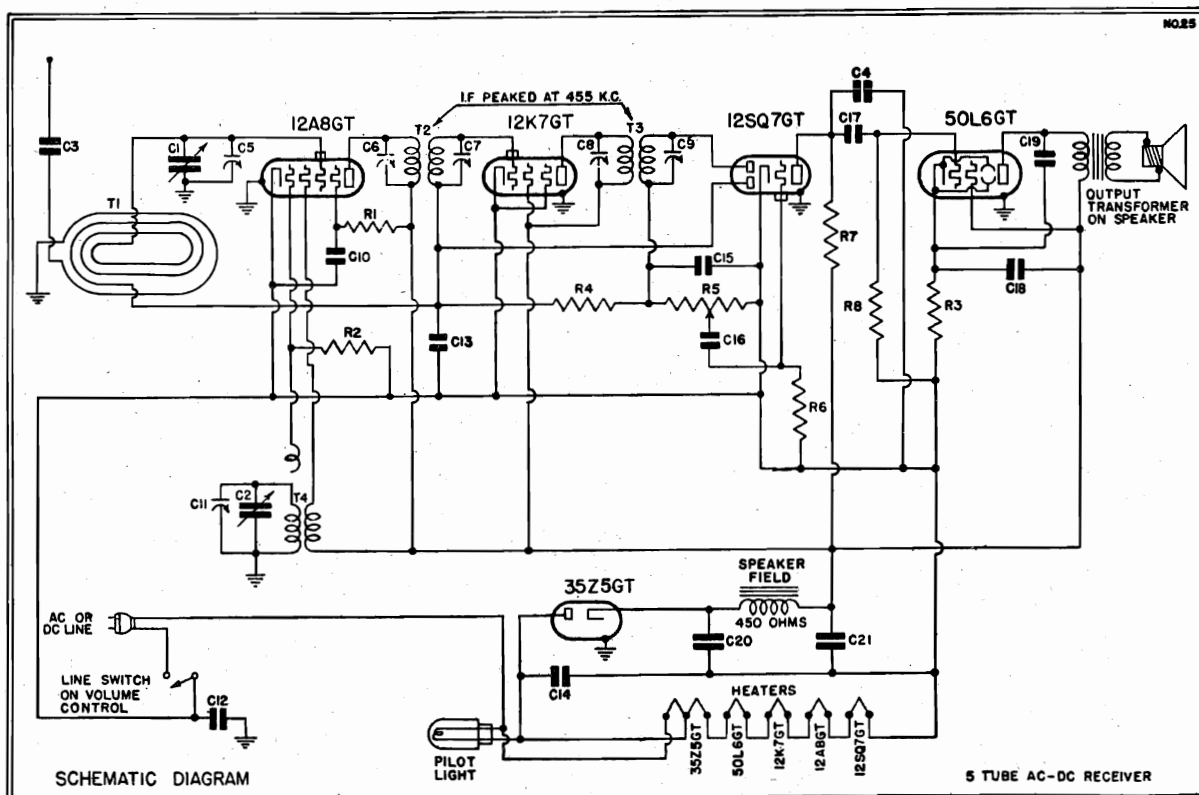 NO.25
I.F PEAKED AT 455 K.C.
12A8GT
T2
12K7GT
T3
12SQ7GT
C4
C17
50L6GT
C3
C1
C5
C6
C7
C8
C9
C19
OUTPUT
TRANSFORMER
ON SPEAKER
T1
R1
C10
R7
C15
C18
R4
R5
R8
R3
R2
C13
C16
R6
C11
C2
T4
SPEAKER
FIELD
450 OHMS
35Z5GT
AC OR
DC LINE
C20
C21
LINE SWITCH
ON VOLUME
CONTROL
C12
C14
HEATERS
35Z5GT
50L6GT
12K7GT
12A8GT
12SQ7GT
PILOT
LIGHT
SCHEMATIC DIAGRAM
5 TUBE AC-DC RECEIVER